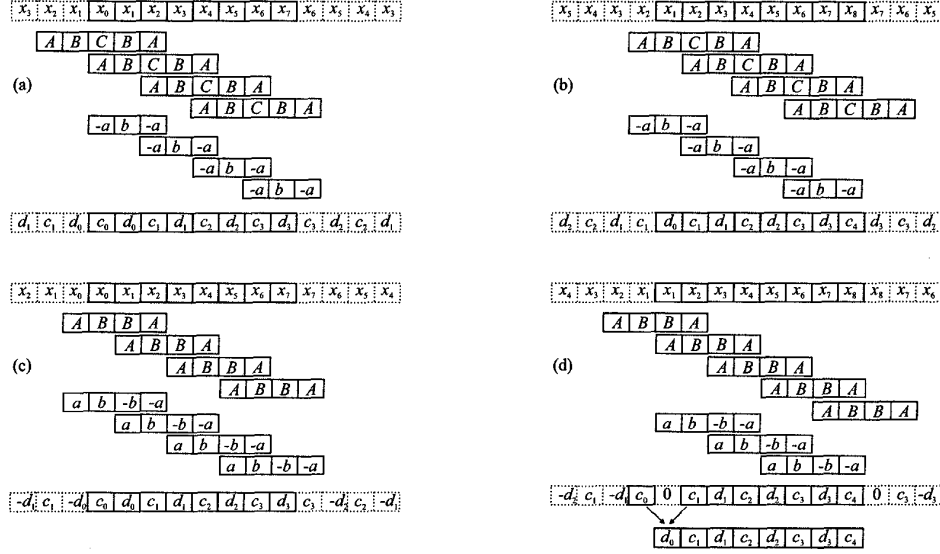 x₃ x₂ x₁ x₀ x₁ x₂ x₃ x₄ x₅ x₆ x₇ x₆ x₅ x₄ x₃
A B C B A
A B C B A
(a)
A B C B A
A B C B A
-a b -a
-a b -a
-a b -a
-a b -a
d₁ c₁ d₀ c₀ d₀ c₁ d₁ c₂ d₂ c₃ d₃ c₃ d₂ c₂ d₁
x₅ x₄ x₃ x₂ x₁ x₂ x₃ x₄ x₅ x₆ x₇ x₈ x₇ x₆ x₅
A B C B A
A B C B A
(b)
A B C B A
A B C B A
-a b -a
-a b -a
-a b -a
-a b -a
d₂ c₂ d₁ c₁ d₀ c₁ d₁ c₂ d₂ c₃ d₃ c₄ d₃ c₃ d₂
x₂ x₁ x₀ x₀ x₁ x₂ x₃ x₄ x₅ x₆ x₇ x₇ x₆ x₅ x₄
A B B A
A B B A
(c)
A B B A
A B B A
a b -b -a
a b -b -a
a b -b -a
a b -b -a
-d₁ c₁ -d₀ c₀ d₀ c₁ d₁ c₂ d₂ c₃ d₃ c₃ -d₂ c₂ -d₁
x₄ x₃ x₂ x₁ x₁ x₂ x₃ x₄ x₅ x₆ x₇ x₈ x₈ x₇ x₆
A B B A
A B B A
(d)
A B B A
A B B A
A B B A
a b -b -a
a b -b -a
a b -b -a
c₁ -d₁ c₀ 0 c₁ d₁ c₂ d₂ c₃ d₃ c₄ 0 c₃ -d₃
d₀ c₁ d₁ c₂ d₂ c₃ d₃ c₄